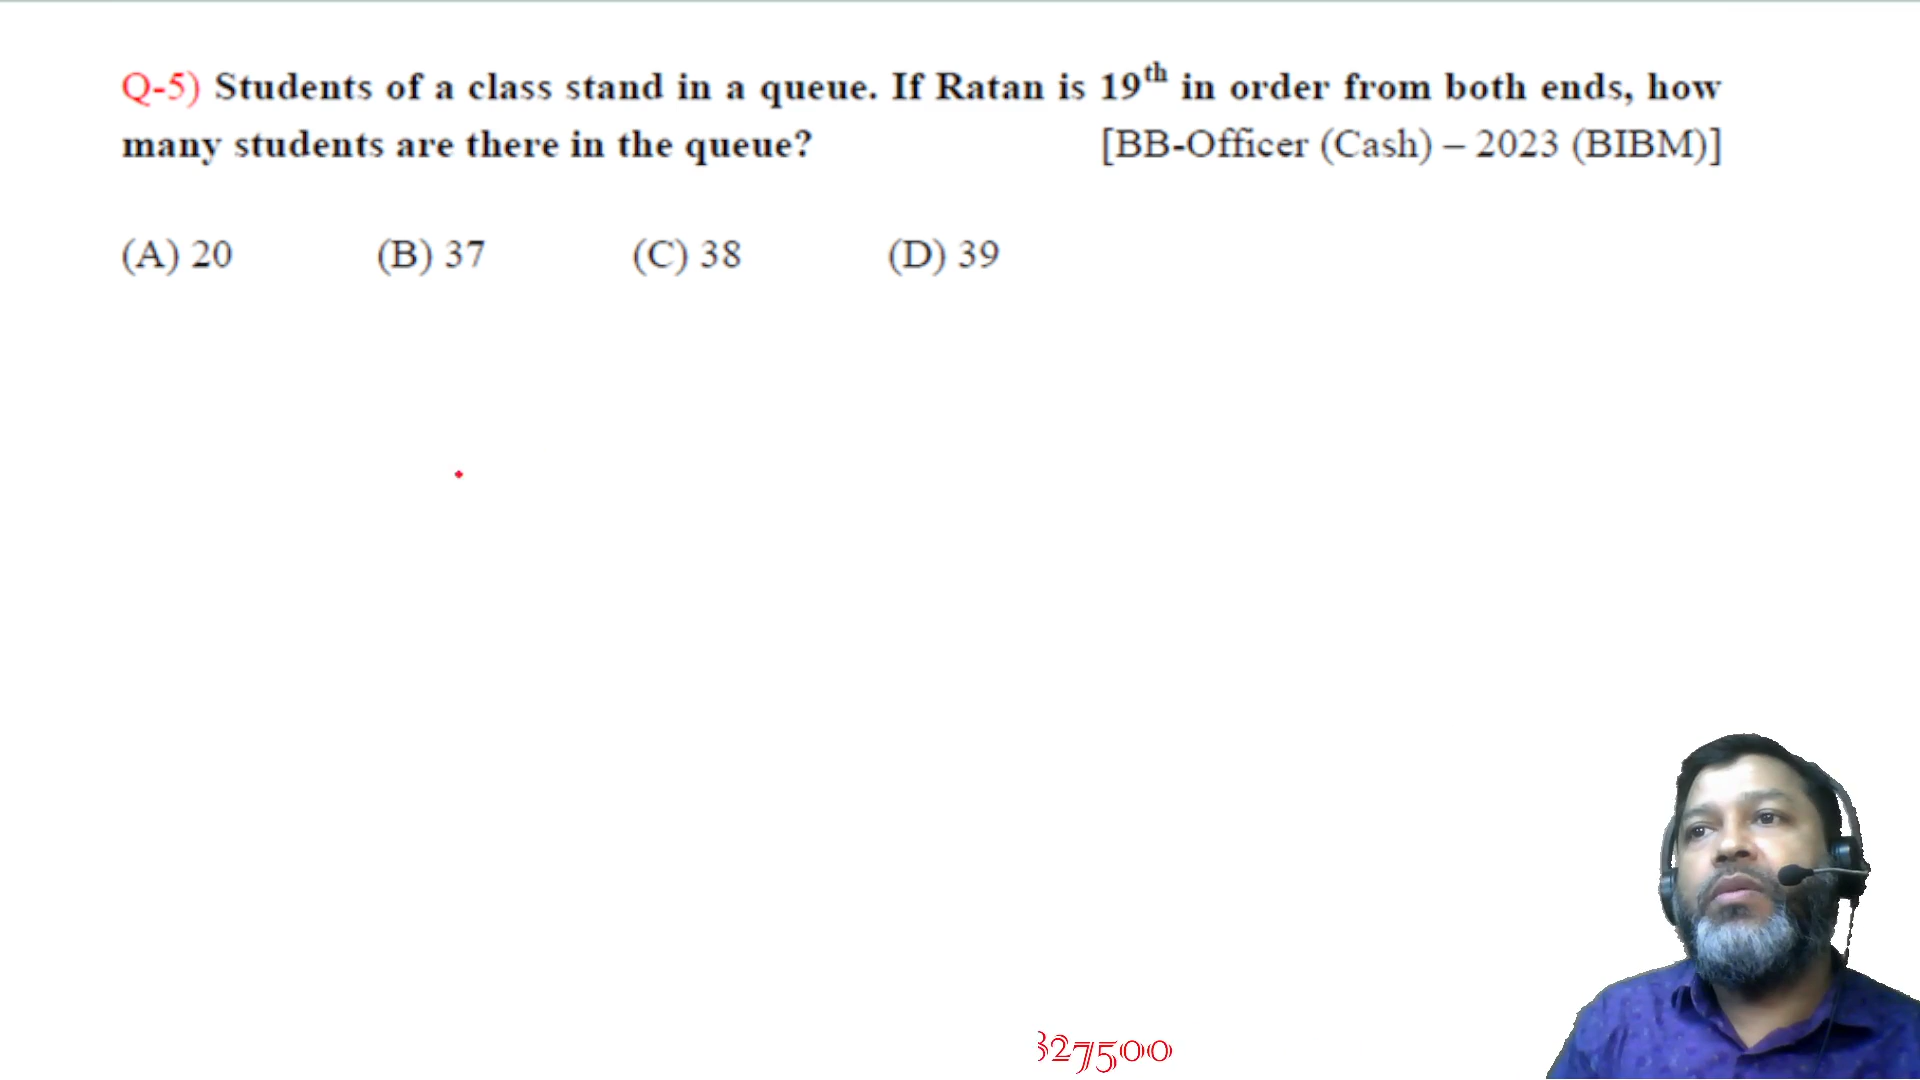 Q-5) Students of a class stand in a queue. If Ratan is 19th in order from both ends, how
many students are there in the queue? [BB-Officer (Cash) – 2023 (BIBM)]
(A) 20 (B) 37 (C) 38 (D) 39
327500